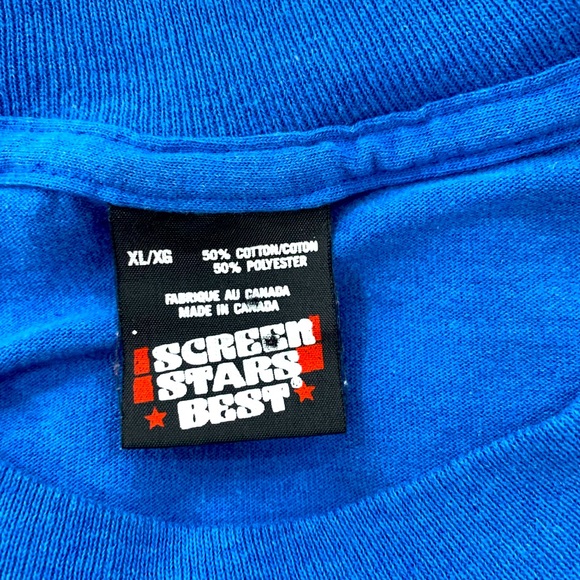 XL/XG 50% COTTON/COTON
50% POLYESTER
FABRIQUE AU CANADA
MADE IN CANADA
SCREEN
STARS
BEST®